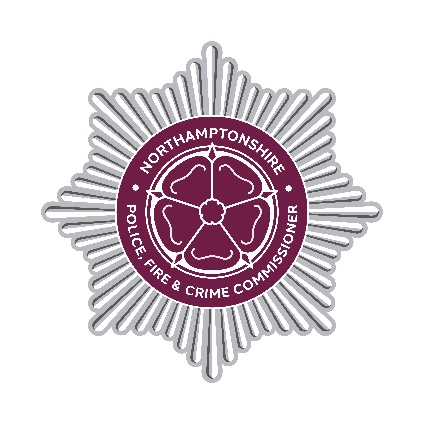 NORTHAMPTONSHIRE
POLICE, FIRE & CRIME COMMISSIONER